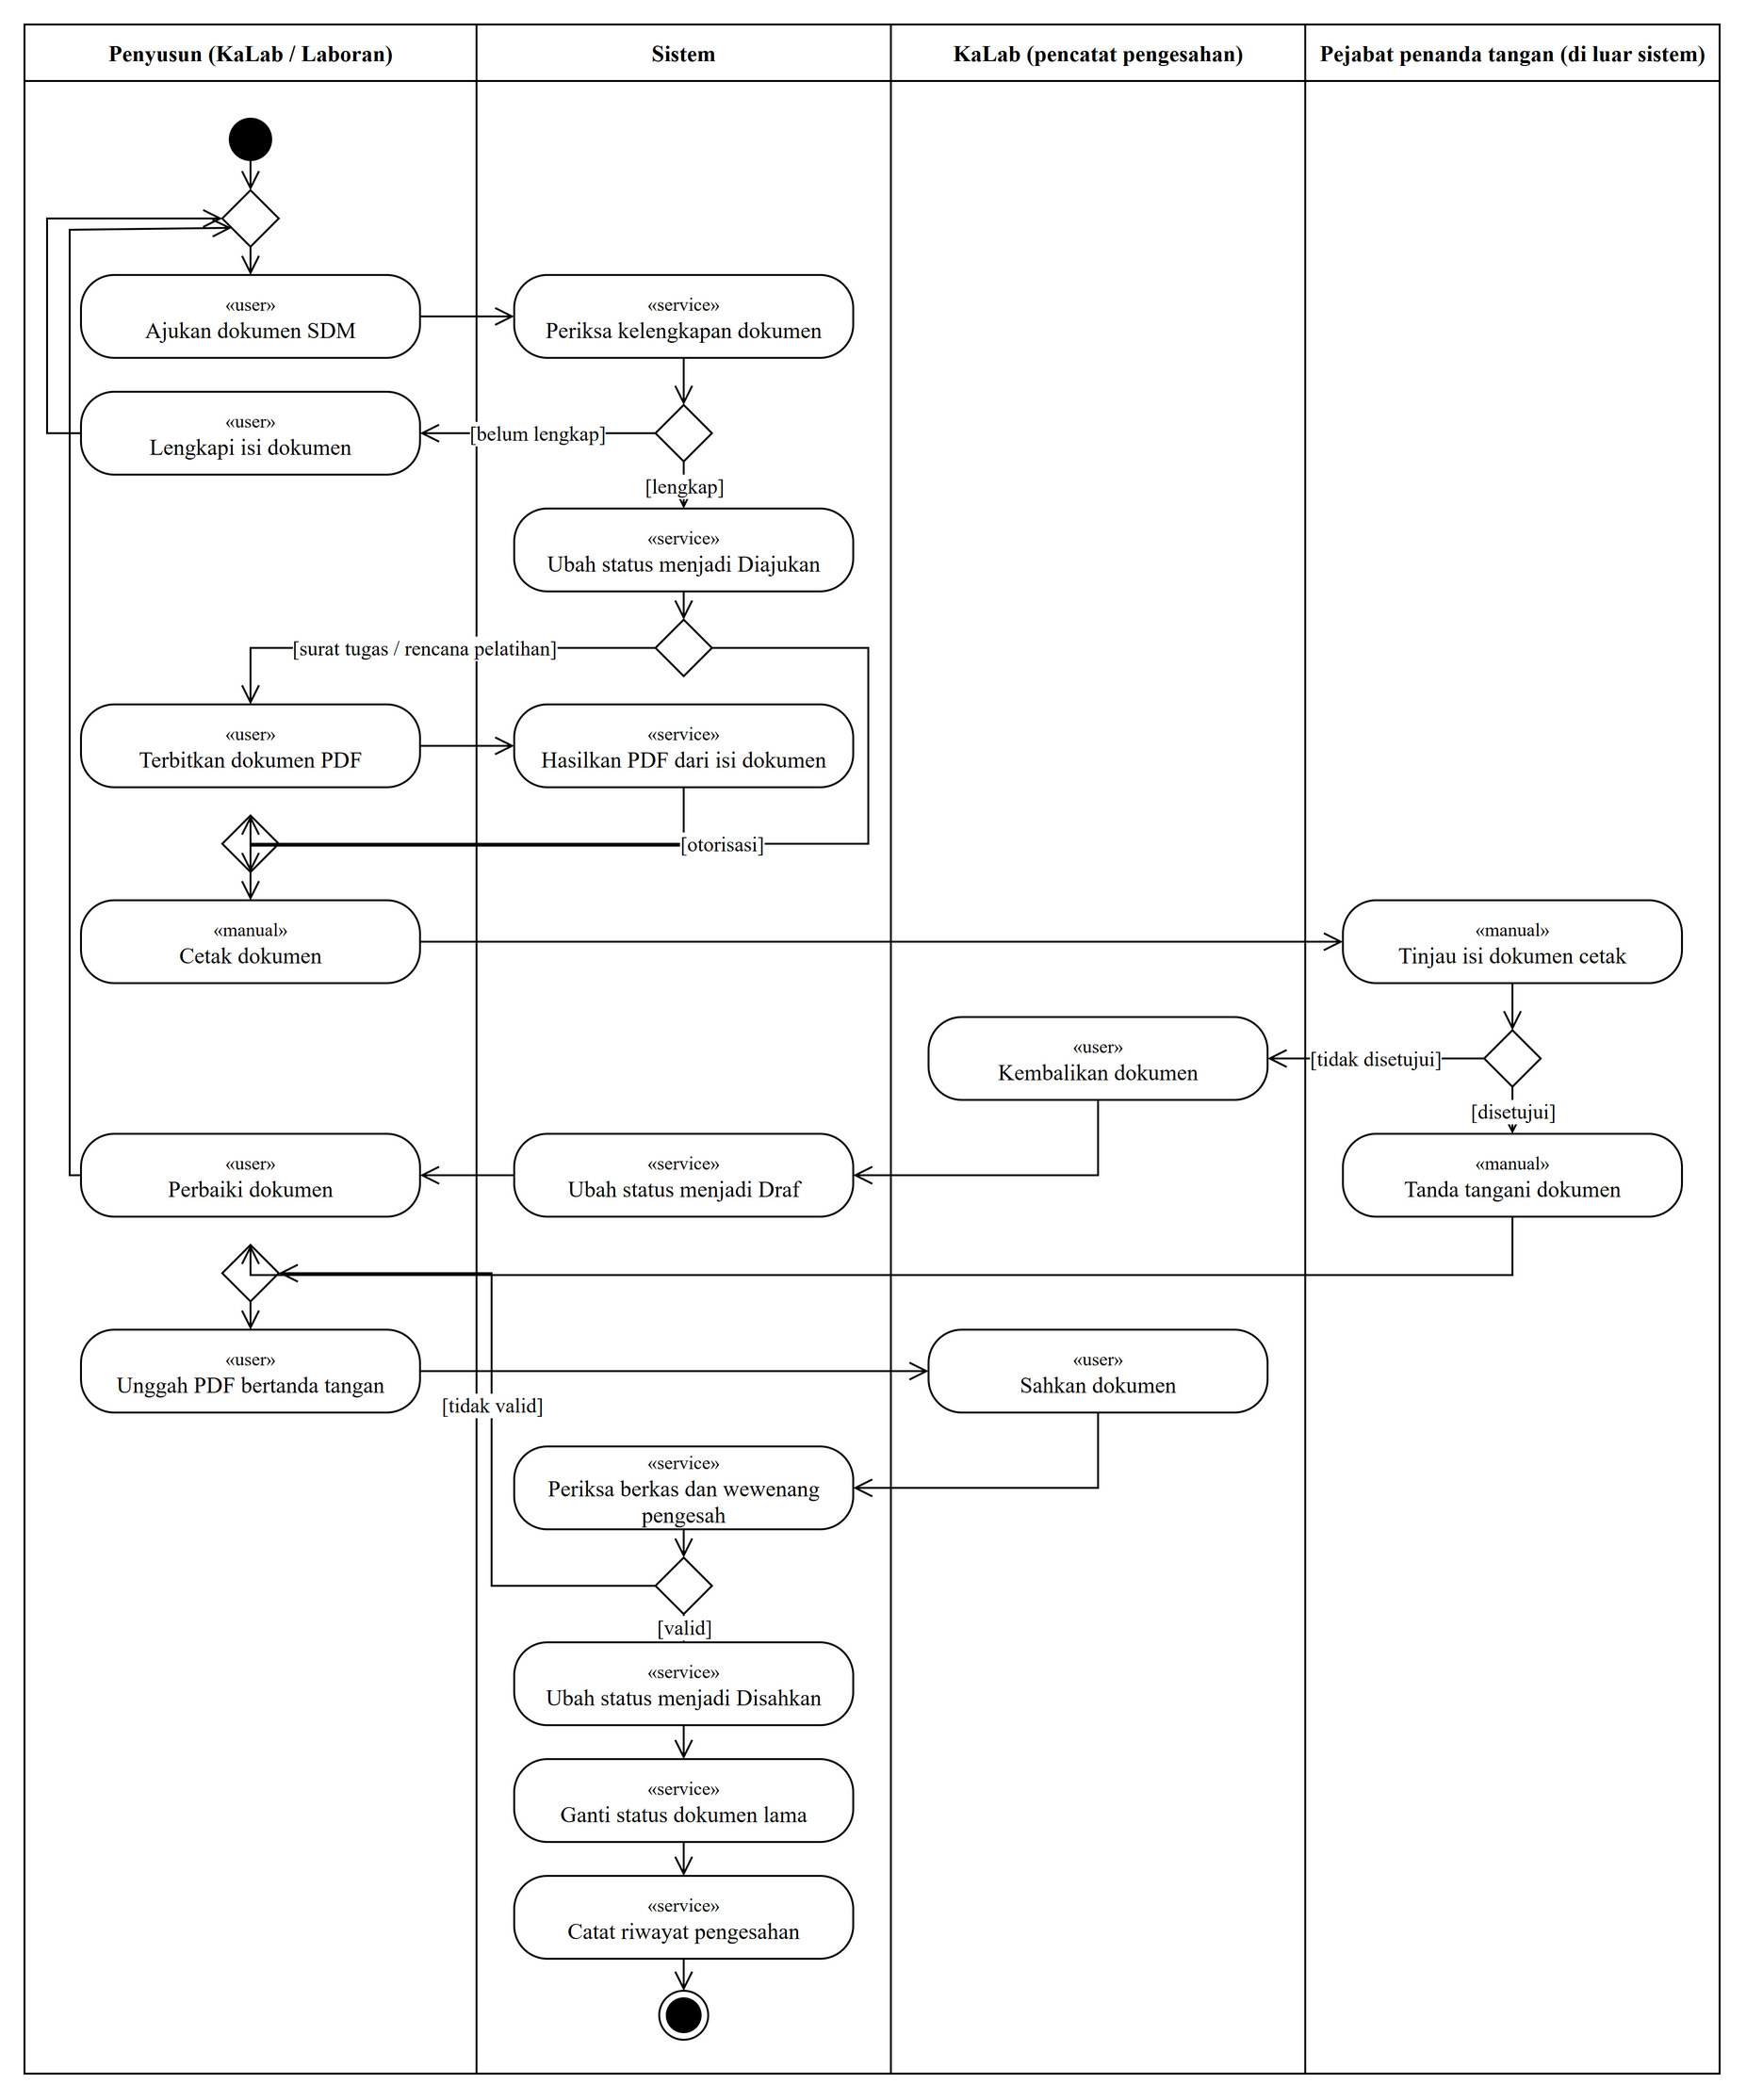 Penyusun (KaLab / Laboran)
Sistem
KaLab (pencatat pengesahan)
Pejabat penanda tangan (di luar sistem)
«user»
Ajukan dokumen SDM
«service»
Periksa kelengkapan dokumen
«user»
Lengkapi isi dokumen
[belum lengkap]
[lengkap]
«service»
Ubah status menjadi Diajukan
[surat tugas / rencana pelatihan]
«user»
Terbitkan dokumen PDF
«service»
Hasilkan PDF dari isi dokumen
[otorisasi]
«manual»
Cetak dokumen
«manual»
Tinjau isi dokumen cetak
«user»
Kembalikan dokumen
[tidak disetujui]
[disetujui]
«user»
Perbaiki dokumen
«service»
Ubah status menjadi Draf
«manual»
Tanda tangani dokumen
«user»
Unggah PDF bertanda tangan
«user»
Sahkan dokumen
[tidak valid]
«service»
Periksa berkas dan wewenang
pengesah
[valid]
«service»
Ubah status menjadi Disahkan
«service»
Ganti status dokumen lama
«service»
Catat riwayat pengesahan